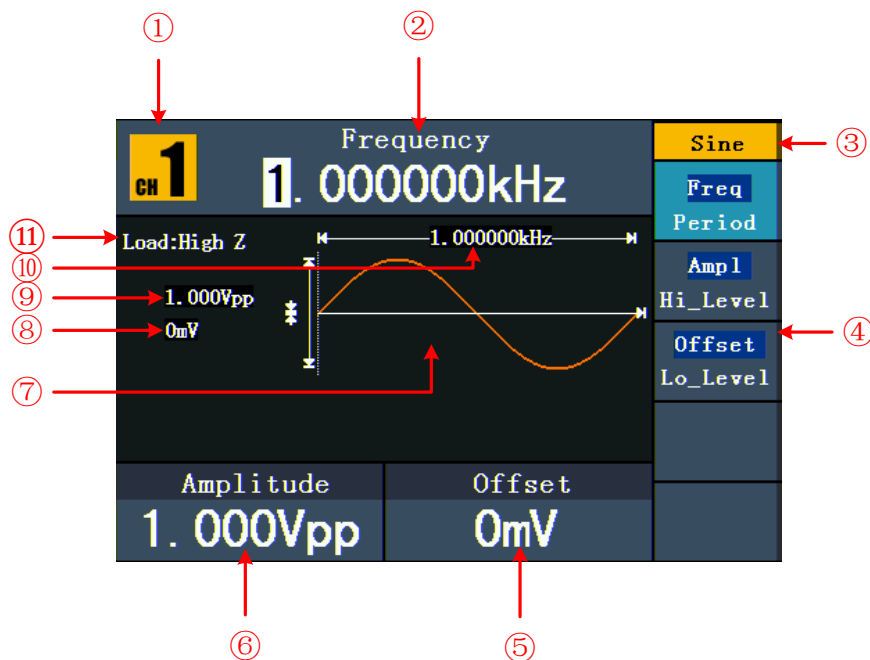 ① ②
Frequency
CH 1
1.000000kHz
Sine
③
Freq
Period
⑪
Load:High Z
1.000000kHz
⑩
Ampl
Hi_Level
⑨
1.000Vpp
⑧
0mV
④
Offset
Lo_Level
⑦
Amplitude
1.000Vpp
Offset
0mV
⑥ ⑤